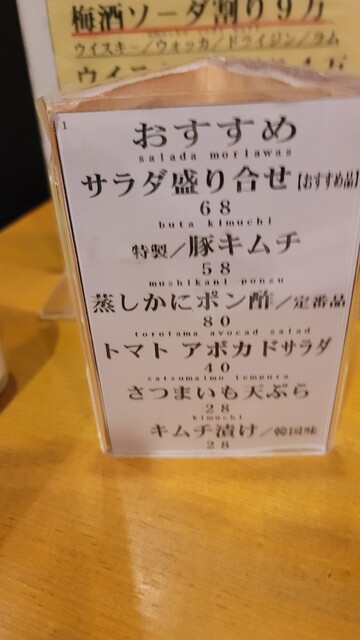 梅酒ソーダ割り9万
ウイスキー/ウォッカ/ドライジン/ラム
1
おすすめ
salada moriawas
サラダ盛り合せ[おすすめ品]
68
buta kimuchi
特製/豚キムチ
58
mushikani ponsu
蒸しかにポン酢/定番品
80
torotama avocad salad
トマト アボカドサラダ
40
satsumaimo tempura
さつまいも天ぷら
28
kimuchi
キムチ漬け/韓国味
28